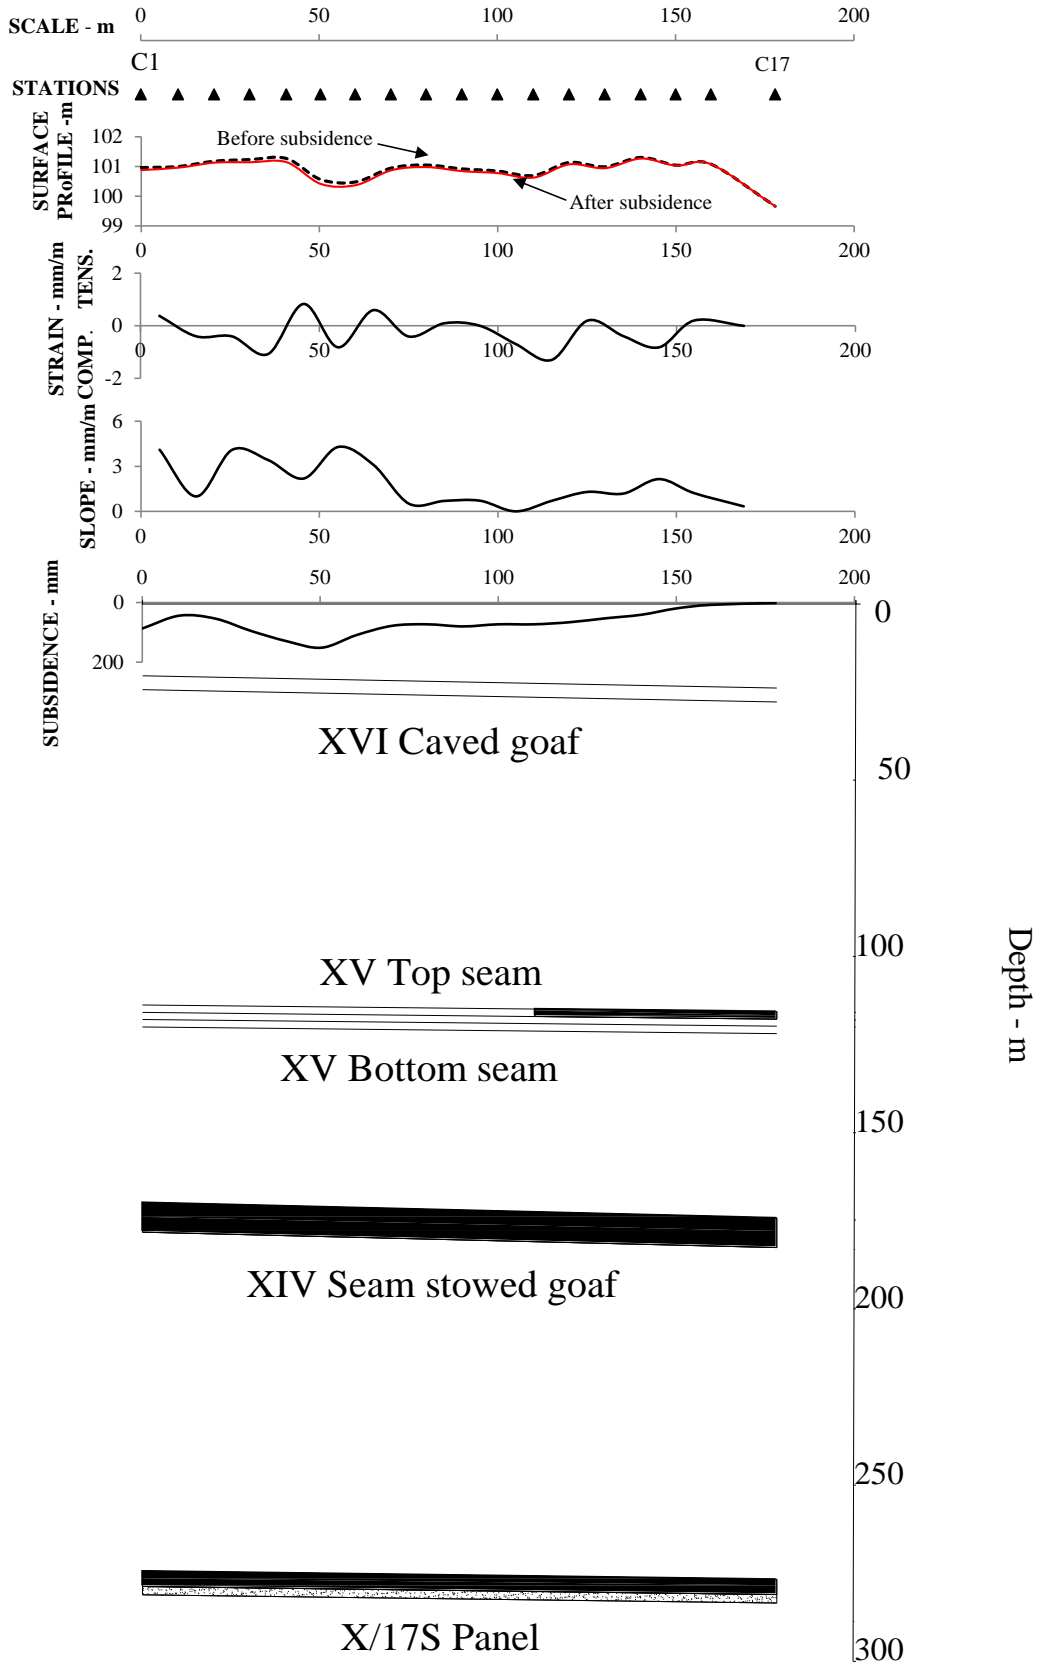 SCALE - m
0 50 100 150 200
C1 C17
STATIONS
SURFACE
PRoFILE -m
102
101
100
99
Before subsidence
After subsidence
0 50 100 150 200
STRAIN - mm/m
COMP. TENS.
2
0
-2
0 50 100 150 200
SLOPE - mm/m
6
3
0
0 50 100 150 200
SUBSIDENCE - mm
0 50 100 150 200
0
200
0
XVI Caved goaf
50
100
XV Top seam
XV Bottom seam
Depth - m
150
XIV Seam stowed goaf
200
250
X/17S Panel
300